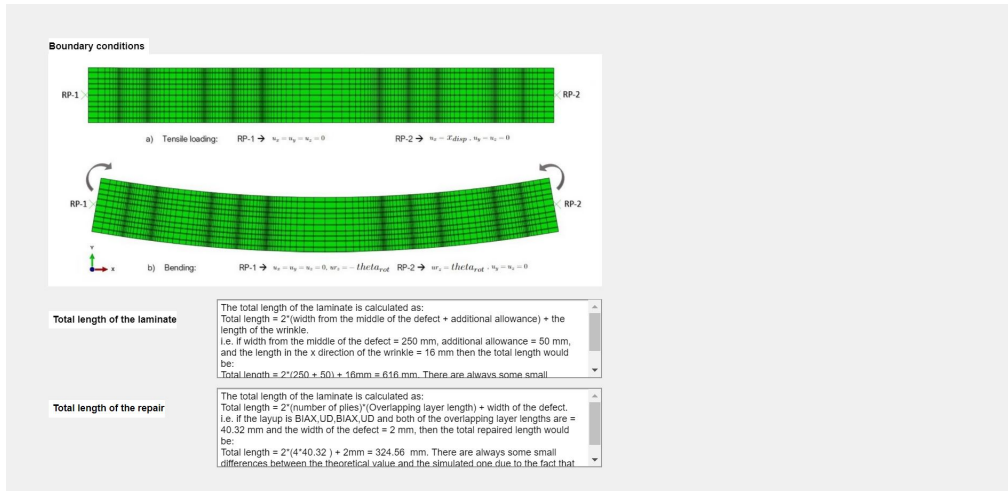 Boundary conditions
RP-1
RP-2
a) Tensile loading: RP-1 → uₓ = u_y = u_z = 0 RP-2 → uₓ = x_disp , u_y = u_z = 0
RP-1
RP-2
Y
X
b) Bending: RP-1 → uₓ = u_y = u_z = 0, ur_z = - theta_rot RP-2 → ur_z = theta_rot , u_y = u_z = 0
Total length of the laminate
The total length of the laminate is calculated as:
Total length = 2*(width from the middle of the defect + additional allowance) + the
length of the wrinkle.
i.e. if width from the middle of the defect = 250 mm, additional allowance = 50 mm,
and the length in the x direction of the wrinkle = 16 mm then the total length would
be:
Total length = 2*(250 + 50) + 16mm = 616 mm. There are always some small
Total length of the repair
The total length of the laminate is calculated as:
Total length = 2*(number of plies)*(Overlapping layer length) + width of the defect.
i.e. if the layup is BIAX,UD,BIAX,UD and both of the overlapping layer lengths are =
40.32 mm and the width of the defect = 2 mm, then the total repaired length would
be:
Total length = 2*(4*40.32 ) + 2mm = 324.56 mm. There are always some small
differences between the theoretical value and the simulated one due to the fact that